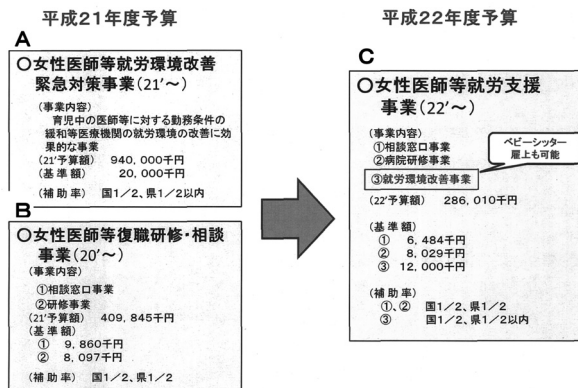 平成21年度予算
平成22年度予算
A
○女性医師等就労環境改善
緊急対策事業(21’～)
(事業内容)
育児中の医師等に対する勤務条件の
緩和等医療機関の就労環境の改善に効
果的な事業
(21’予算額) 940,000千円
(基準額) 20,000千円
(補助率) 国1/2、県1/2以内
B
○女性医師等復職研修・相談
事業(20’～)
(事業内容)
①相談窓口事業
②研修事業
(21’予算額) 409,845千円
(基準額)
① 9,860千円
② 8,097千円
(補助率) 国1/2、県1/2
C
○女性医師等就労支援
事業(22’～)
(事業内容)
①相談窓口事業
②病院研修事業
③就労環境改善事業
ベビーシッター
雇上も可能
(22’予算額) 286,010千円
(基準額)
① 6,484千円
② 8,029千円
③ 12,000千円
(補助率)
①、② 国1/2、県1/2
③ 国1/2、県1/2以内